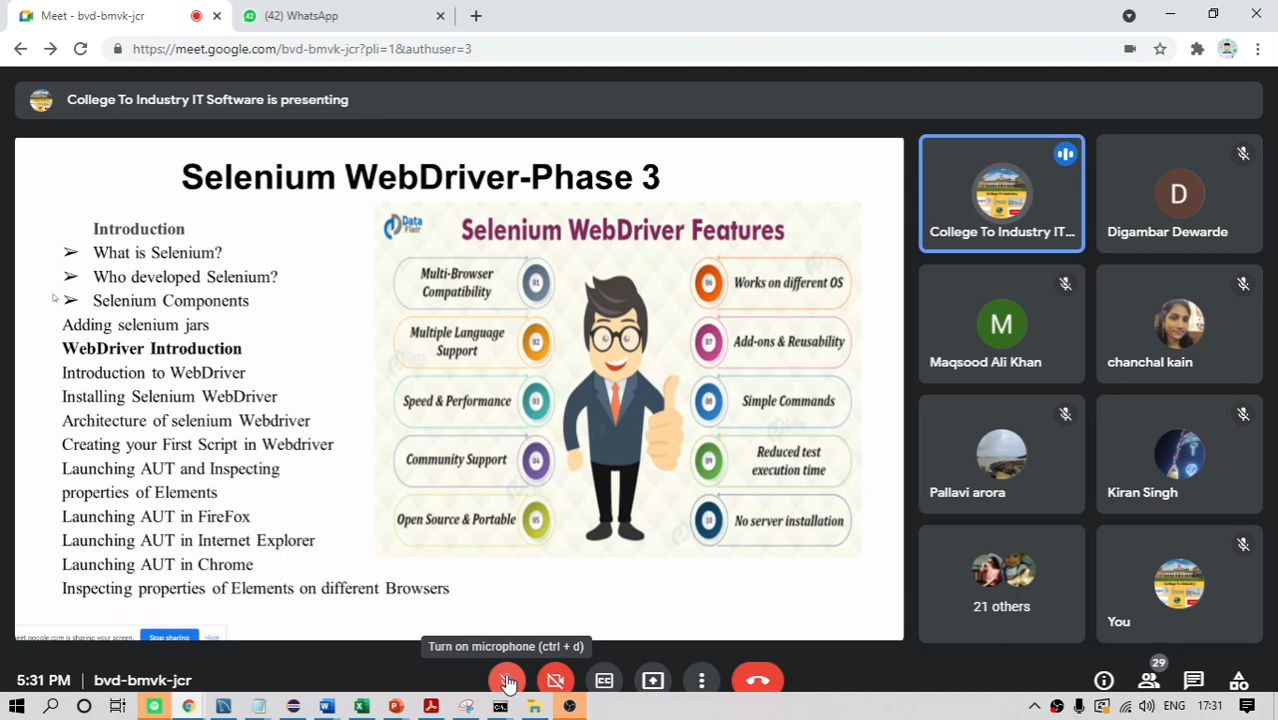 Meet - bvd-bmvk-jcr
(42) WhatsApp
https://meet.google.com/bvd-bmvk-jcr?pli=1&authuser=3
College To Industry IT Software is presenting
Selenium WebDriver-Phase 3
Introduction
➢ What is Selenium?
➢ Who developed Selenium?
➢ Selenium Components
Adding selenium jars
WebDriver Introduction
Introduction to WebDriver
Installing Selenium WebDriver
Architecture of selenium Webdriver
Creating your First Script in Webdriver
Launching AUT and Inspecting
properties of Elements
Launching AUT in FireFox
Launching AUT in Internet Explorer
Launching AUT in Chrome
Inspecting properties of Elements on different Browsers
Data
Flair
Selenium WebDriver Features
Multi-Browser
Compatibility
01
Multiple Language
Support
02
Speed & Performance
03
Community Support
04
Open Source & Portable
05
06
Works on different OS
07
Add-ons & Reusability
08
Simple Commands
09
Reduced test
execution time
10
No server installation
meet.google.com is sharing your screen.
Stop sharing
Hide
College To Industry IT...
D
Digambar Dewarde
M
Maqsood Ali Khan
chanchal kain
Pallavi arora
Kiran Singh
21 others
You
Turn on microphone (ctrl + d)
5:31 PM
bvd-bmvk-jcr
29
ENG
17:31